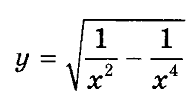 y = √(1/x² − 1/x⁴)